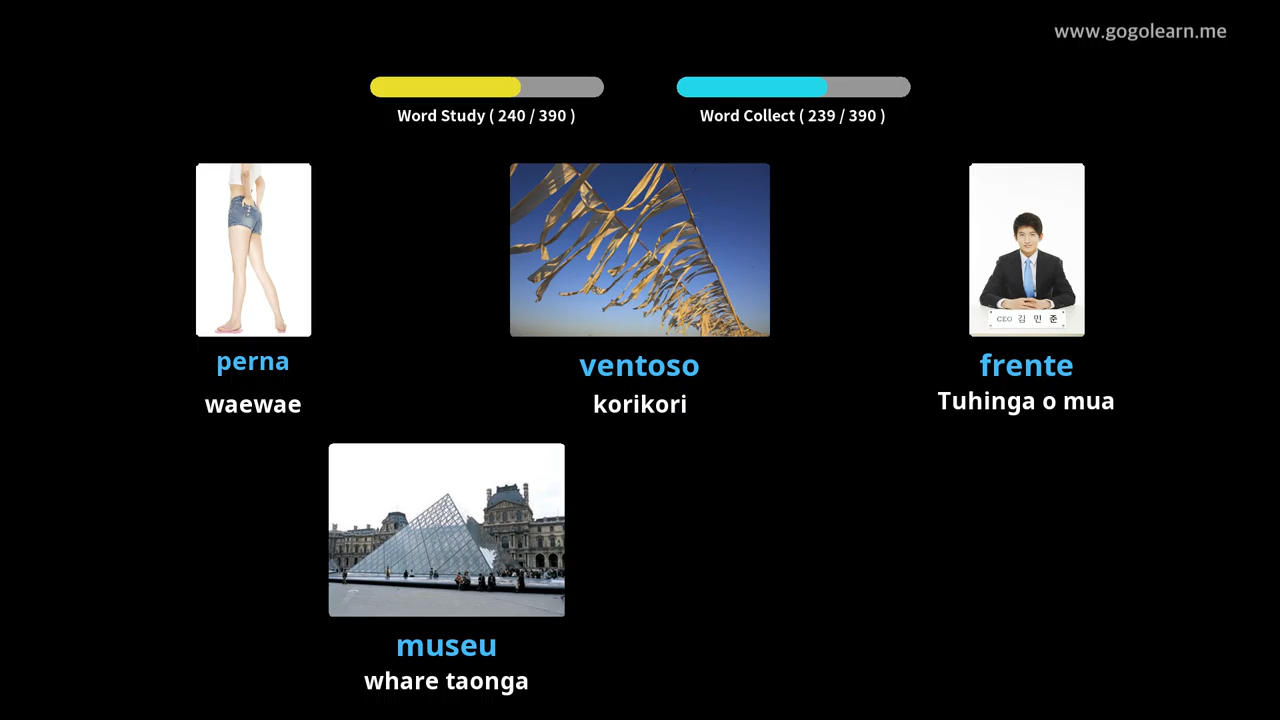 www.gogolearn.me
Word Study ( 240 / 390 )
Word Collect ( 239 / 390 )
CEO 김 민 준
perna
waewae
ventoso
korikori
frente
Tuhinga o mua
museu
whare taonga